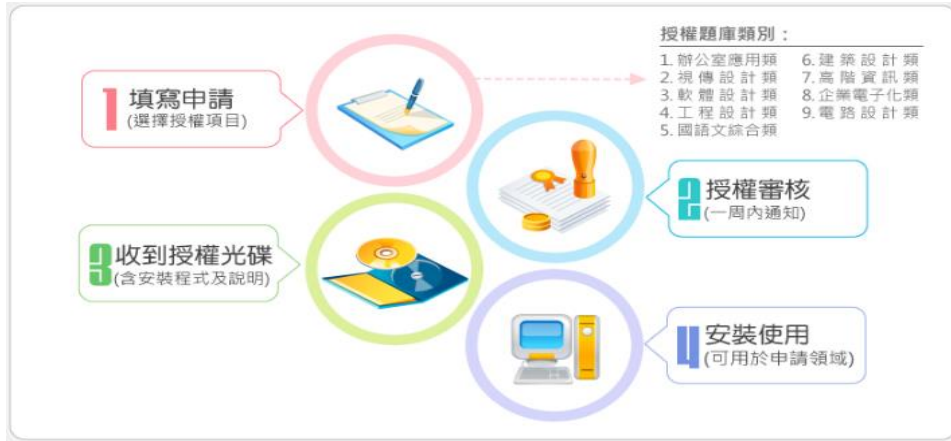 授權題庫類別：
1. 辦公室應用類 6. 建築設計類
2. 視傳設計類 7. 高階資訊類
3. 軟體設計類 8. 企業電子化類
4. 工程設計類 9. 電路設計類
5. 國語文綜合類
1 填寫申請
(選擇授權項目)
2 授權審核
(一周內通知)
3 收到授權光碟
(含安裝程式及說明)
4 安裝使用
(可用於申請領域)